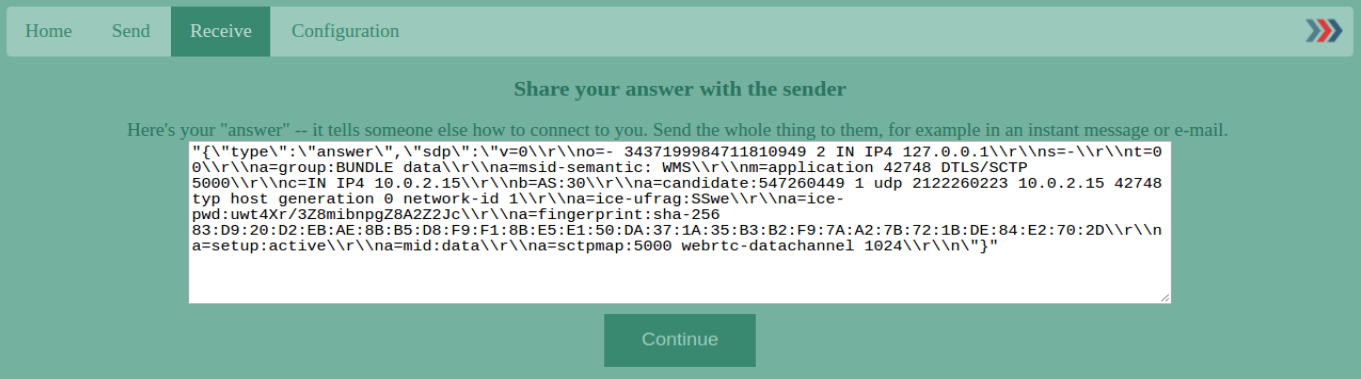 Home Send Receive Configuration
Share your answer with the sender
Here's your "answer" -- it tells someone else how to connect to you. Send the whole thing to them, for example in an instant message or e-mail.
"{\"type\":\"answer\",\"sdp\":\"v=0\\r\\no=- 3437199984711810949 2 IN IP4 127.0.0.1\\r\\ns=-\\r\\nt=0
0\\r\\na=group:BUNDLE data\\r\\na=msid-semantic: WMS\\r\\nm=application 42748 DTLS/SCTP
5000\\r\\nc=IN IP4 10.0.2.15\\r\\nb=AS:30\\r\\na=candidate:547260449 1 udp 2122260223 10.0.2.15 42748
typ host generation 0 network-id 1\\r\\na=ice-ufrag:SSwe\\r\\na=ice-
pwd:uwt4Xr/3Z8mibnpgZ8A2Z2Jc\\r\\na=fingerprint:sha-256
83:D9:20:D2:EB:AE:8B:B5:D8:F9:F1:8B:E5:E1:50:DA:37:1A:35:B3:B2:F9:7A:A2:7B:72:1B:DE:84:E2:70:2D\\r\\n
a=setup:active\\r\\na=mid:data\\r\\na=sctpmap:5000 webrtc-datachannel 1024\\r\\n\"}"
Continue